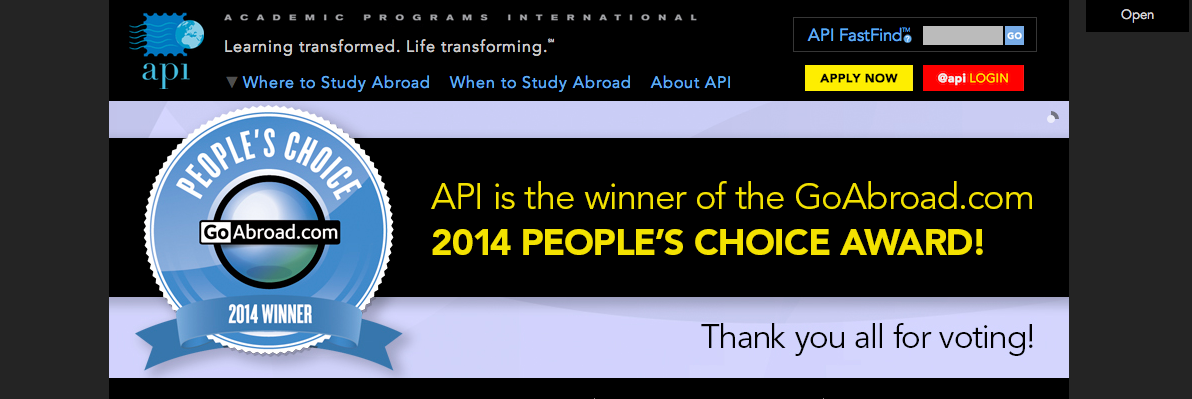 ACADEMIC PROGRAMS INTERNATIONAL
Learning transformed. Life transforming.℠
api
Where to Study Abroad When to Study Abroad About API
API FastFind™ ?
GO
APPLY NOW @api LOGIN
Open
PEOPLE'S CHOICE
GoAbroad.com
2014 WINNER
API is the winner of the GoAbroad.com
2014 PEOPLE'S CHOICE AWARD!
Thank you all for voting!